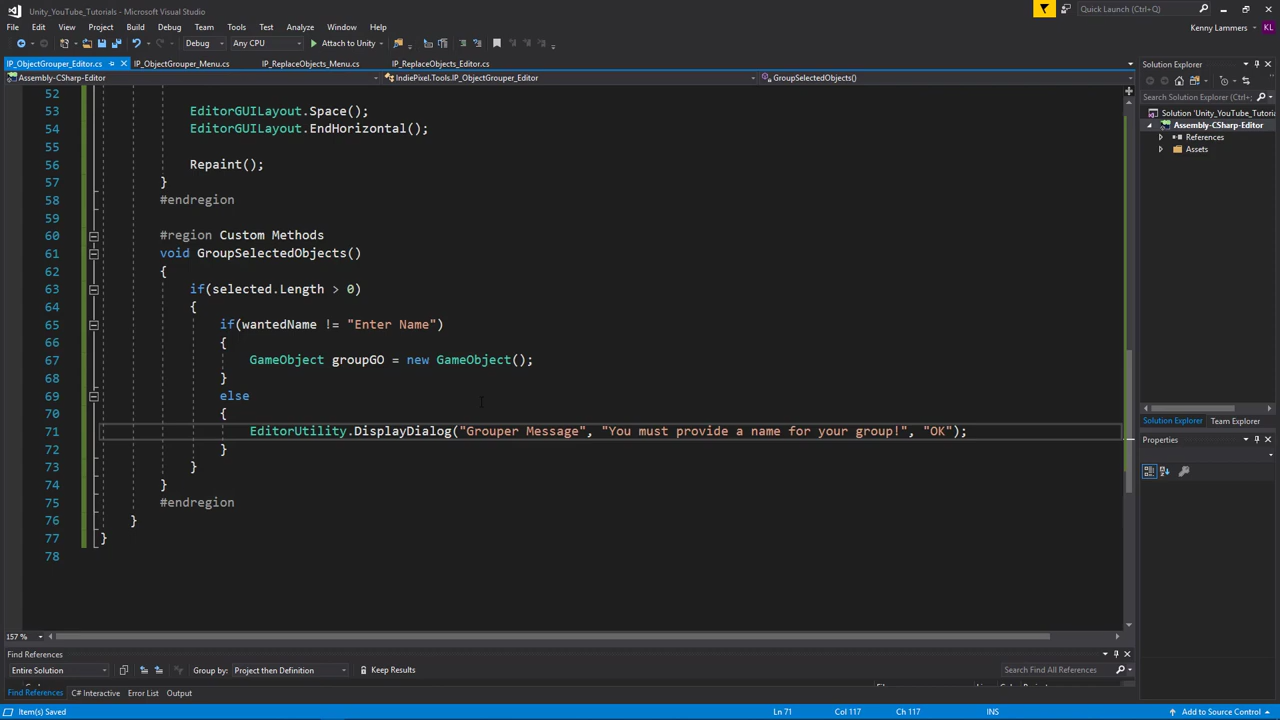 Unity_YouTube_Tutorials - Microsoft Visual Studio
Quick Launch (Ctrl+Q)
File Edit View Project Build Debug Team Tools Test Analyze Window Help
Kenny Lammers KL
Debug Any CPU Attach to Unity
IP_ObjectGrouper_Editor.cs IP_ObjectGrouper_Menu.cs IP_ReplaceObjects_Menu.cs IP_ReplaceObjects_Editor.cs
Assembly-CSharp-Editor IndiePixel.Tools.IP_ObjectGrouper_Editor GroupSelectedObjects()
52
53 EditorGUILayout.Space();
54 EditorGUILayout.EndHorizontal();
55
56 Repaint();
57 }
58 #endregion
59
60 #region Custom Methods
61 void GroupSelectedObjects()
62 {
63 if(selected.Length > 0)
64 {
65 if(wantedName != "Enter Name")
66 {
67 GameObject groupGO = new GameObject();
68 }
69 else
70 {
71 EditorUtility.DisplayDialog("Grouper Message", "You must provide a name for your group!", "OK");
72 }
73 }
74 }
75 #endregion
76 }
77 }
78
157 %
Solution Explorer
Search Solution Explorer (Ctrl+;)
Solution 'Unity_YouTube_Tutoria
Assembly-CSharp-Editor
References
Assets
Solution Explorer Team Explorer
Properties
Find References
Entire Solution Group by: Project then Definition Keep Results Search Find All References
Find References C# Interactive Error List Output
Item(s) Saved Ln 71 Col 117 Ch 117 INS Add to Source Control